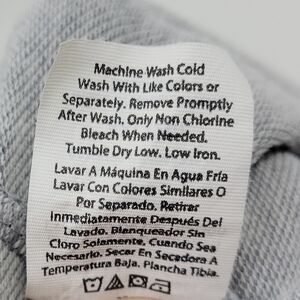 Machine Wash Cold
Wash With Like Colors or
Separately. Remove Promptly
After Wash. Only Non Chlorine
Bleach When Needed.
Tumble Dry Low. Low Iron.
Lavar A Máquina En Agua Fría
Lavar Con Colores Similares O
Por Separado. Retirar
Inmediatamente Después Del
Lavado. Blanqueador Sin
Cloro Solamente, Cuando Sea
Necesario. Secar En Secadora A
Temperatura Baja. Plancha Tibia.